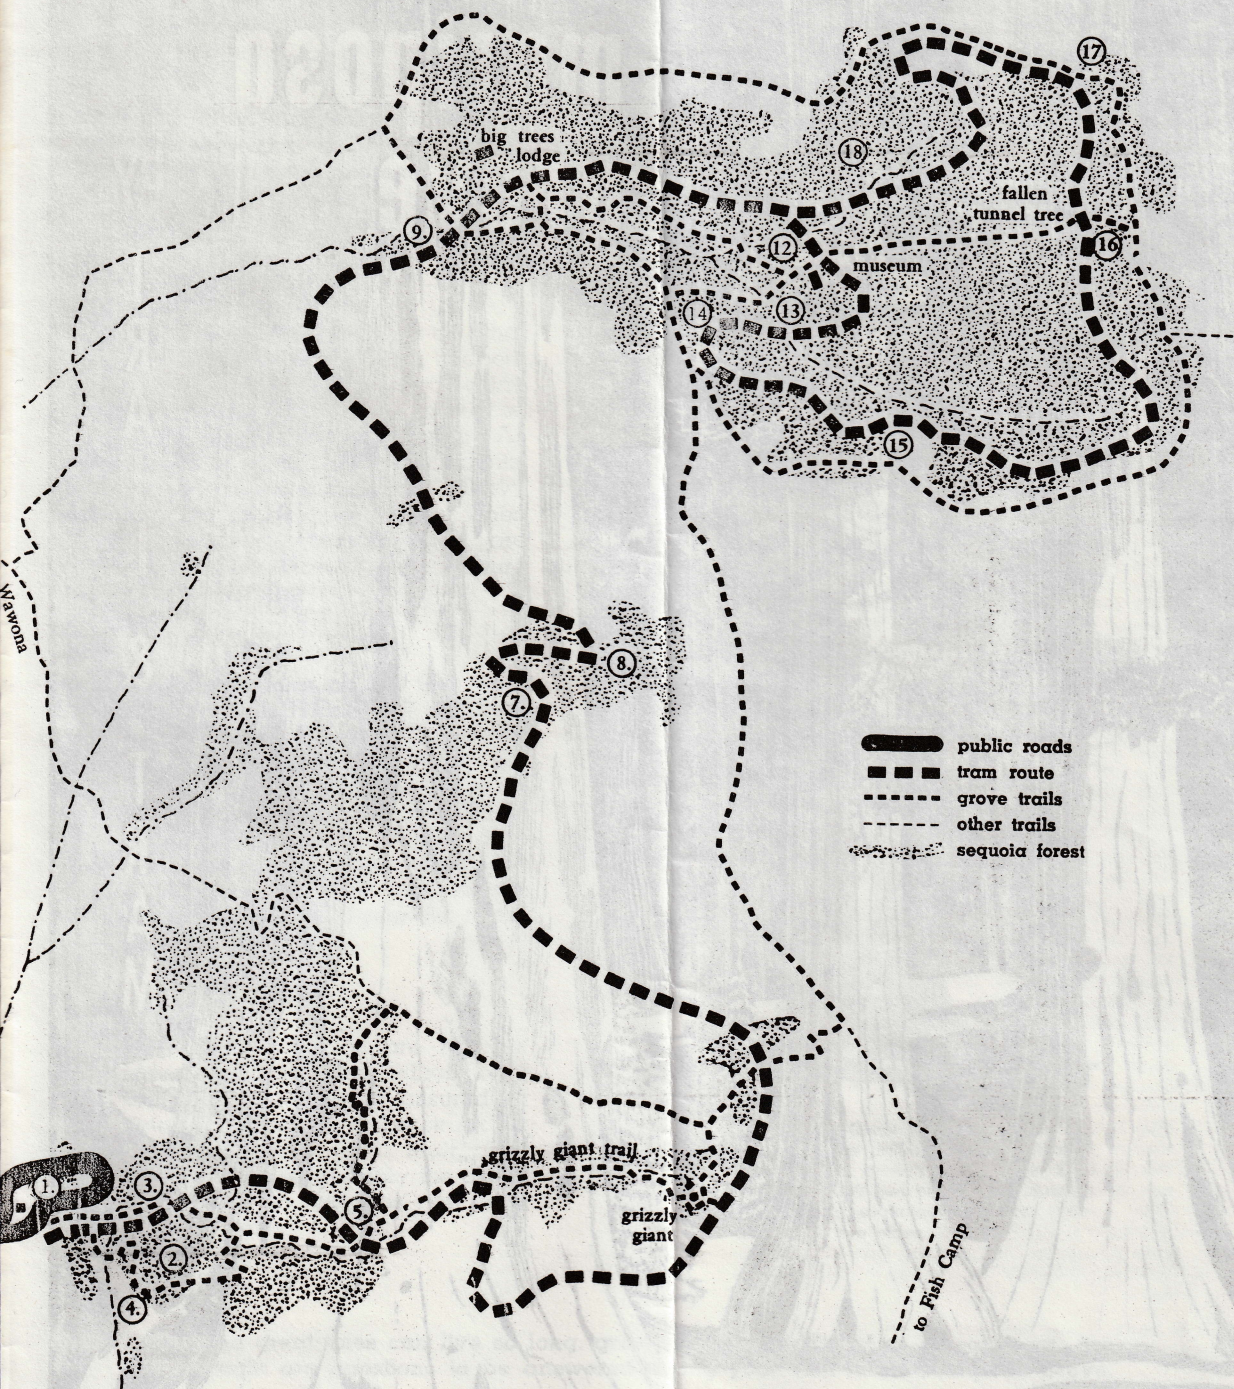 17
big trees
lodge
18
fallen
tunnel tree
9.
12
16
museum
14
13
15
Wawona
8.
7.
public roads
tram route
grove trails
other trails
sequoia forest
grizzly giant trail
1.
3.
5.
grizzly
giant
2.
4.
to Fish Camp